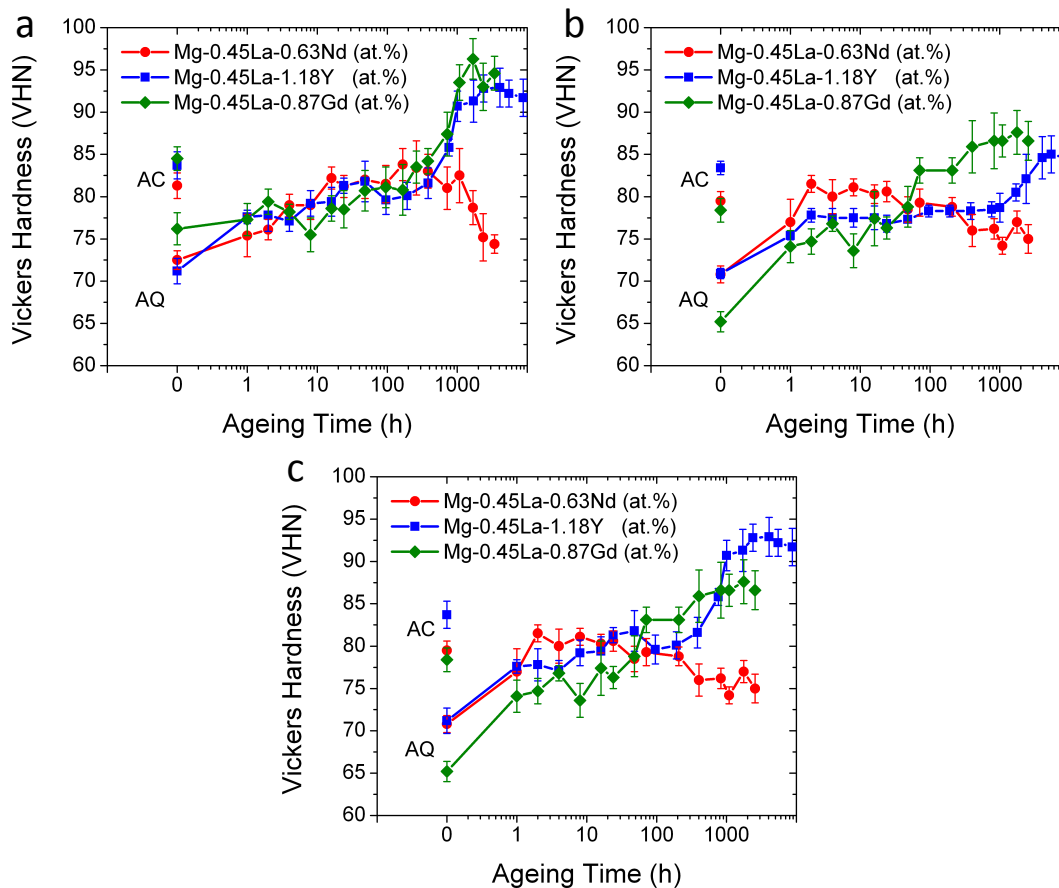 a
100
95
90
85
80
75
70
65
60
Vickers Hardness (VHN)
Mg-0.45La-0.63Nd (at.%)
Mg-0.45La-1.18Y (at.%)
Mg-0.45La-0.87Gd (at.%)
AC
AQ
0 1 10 100 1000
Ageing Time (h)
b
100
95
90
85
80
75
70
65
60
Vickers Hardness (VHN)
Mg-0.45La-0.63Nd (at.%)
Mg-0.45La-1.18Y (at.%)
Mg-0.45La-0.87Gd (at.%)
AC
AQ
0 1 10 100 1000
Ageing Time (h)
c
100
95
90
85
80
75
70
65
60
Vickers Hardness (VHN)
Mg-0.45La-0.63Nd (at.%)
Mg-0.45La-1.18Y (at.%)
Mg-0.45La-0.87Gd (at.%)
AC
AQ
0 1 10 100 1000
Ageing Time (h)